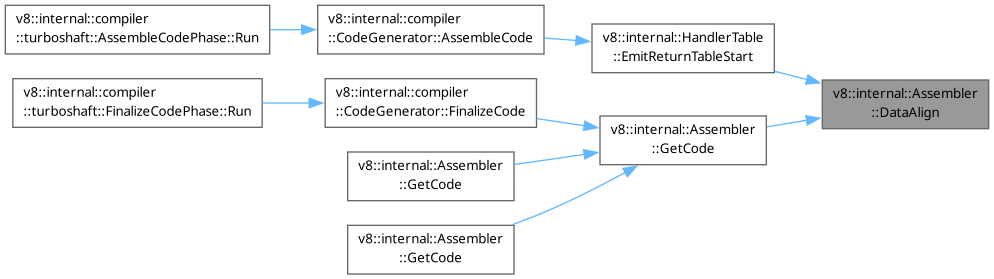 v8::internal::compiler
::turboshaft::AssembleCodePhase::Run
v8::internal::compiler
::CodeGenerator::AssembleCode
v8::internal::HandlerTable
::EmitReturnTableStart
v8::internal::Assembler
::DataAlign
v8::internal::compiler
::turboshaft::FinalizeCodePhase::Run
v8::internal::compiler
::CodeGenerator::FinalizeCode
v8::internal::Assembler
::GetCode
v8::internal::Assembler
::GetCode
v8::internal::Assembler
::GetCode